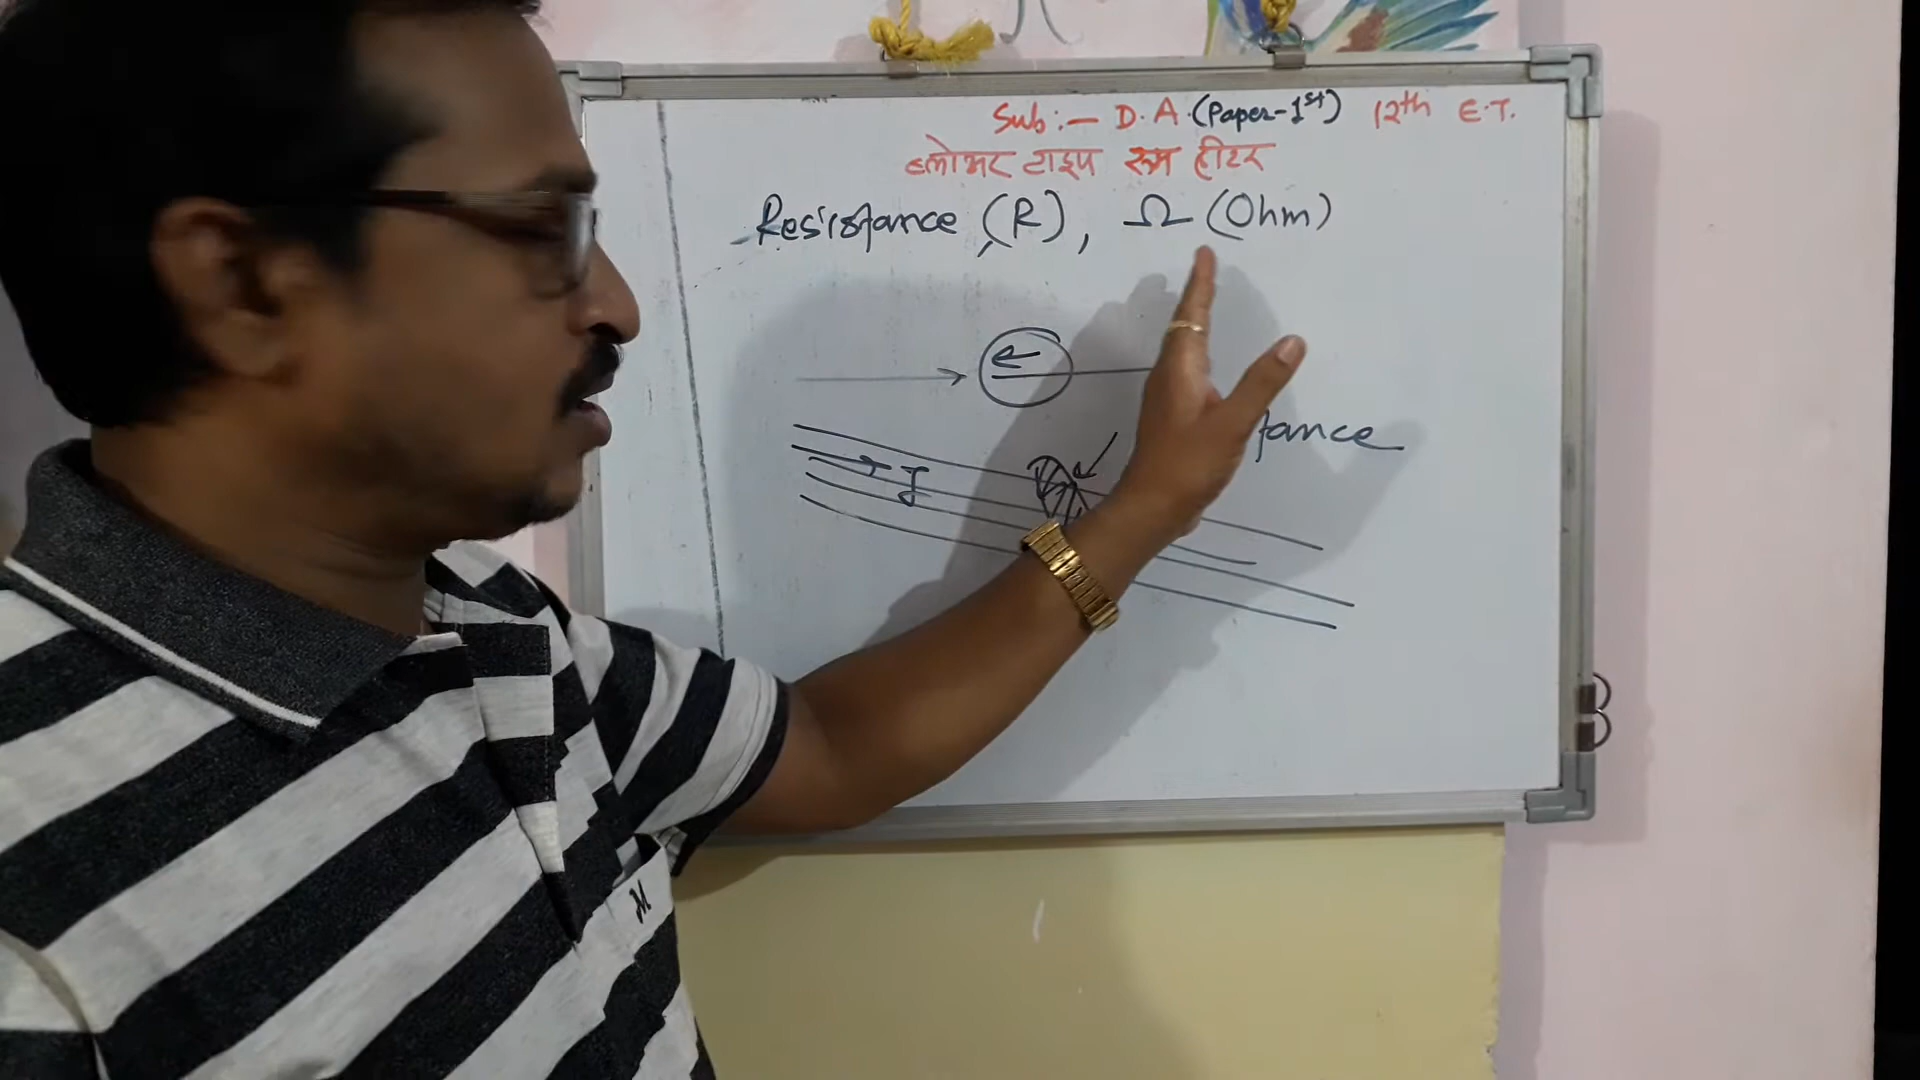 Sub:- D.A.(Paper-1st) 12th E.T.
ब्लोअर टाइप रूम हीटर
Resistance (R), Ω (Ohm)
tance
I
M